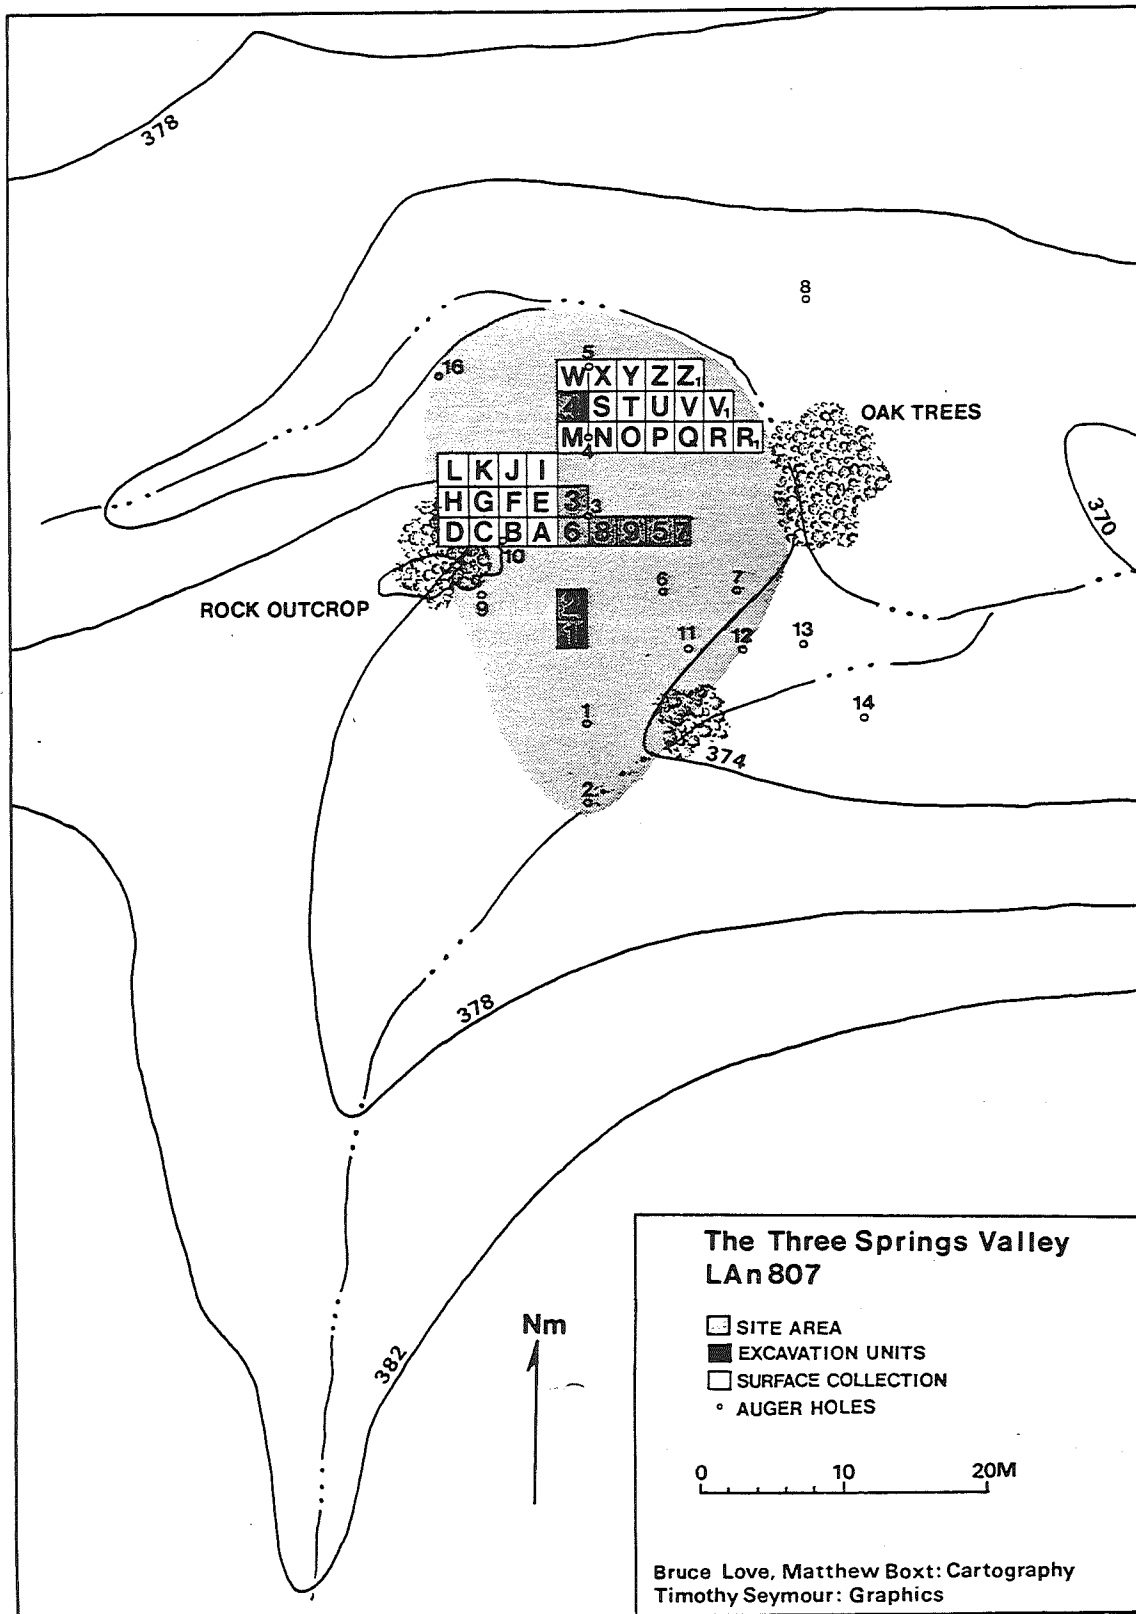 378
8
5
16
W X Y Z Z1
OAK TREES
4 S T U V V1
M N O P Q R R1
4
L K J I
370
H G F E 3 3
D C B A 6 8 9 5 7
10
6 7
ROCK OUTCROP
9
2
1
11 12 13
14
1
374
2
378
382
Nm
The Three Springs Valley
LAn 807
SITE AREA
EXCAVATION UNITS
SURFACE COLLECTION
AUGER HOLES
0 10 20M
Bruce Love, Matthew Boxt: Cartography
Timothy Seymour: Graphics